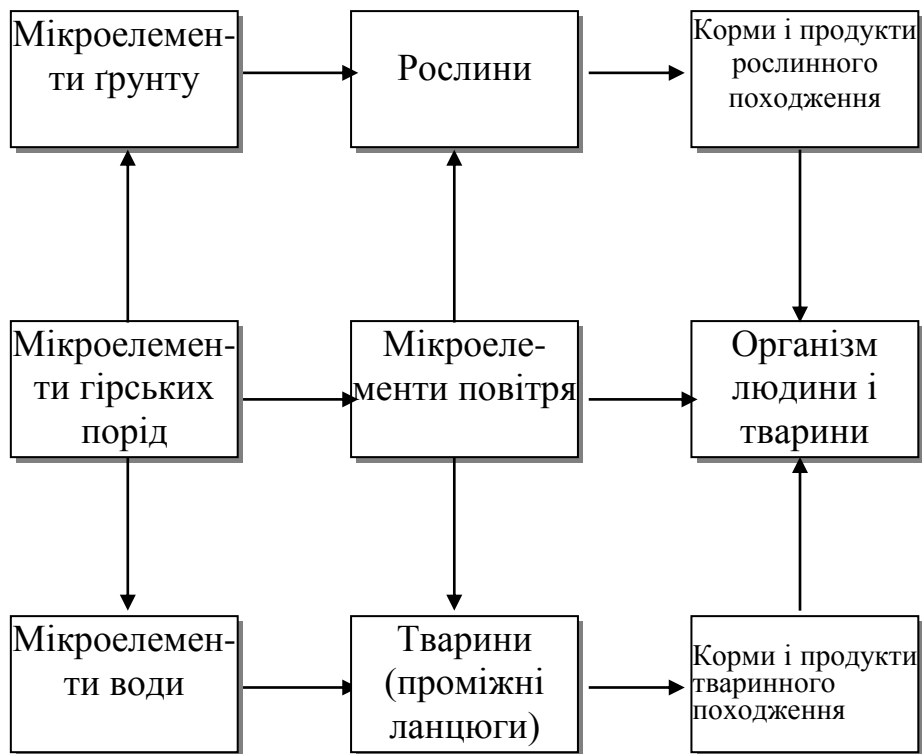 Мікроелемен-
ти ґрунту
Рослини
Корми і продукти
рослинного
походження
Мікроелемен-
ти гірських
порід
Мікроеле-
менти повітря
Організм
людини і
тварини
Мікроелемен-
ти води
Тварини
(проміжні
ланцюги)
Корми і продукти
тваринного
походження